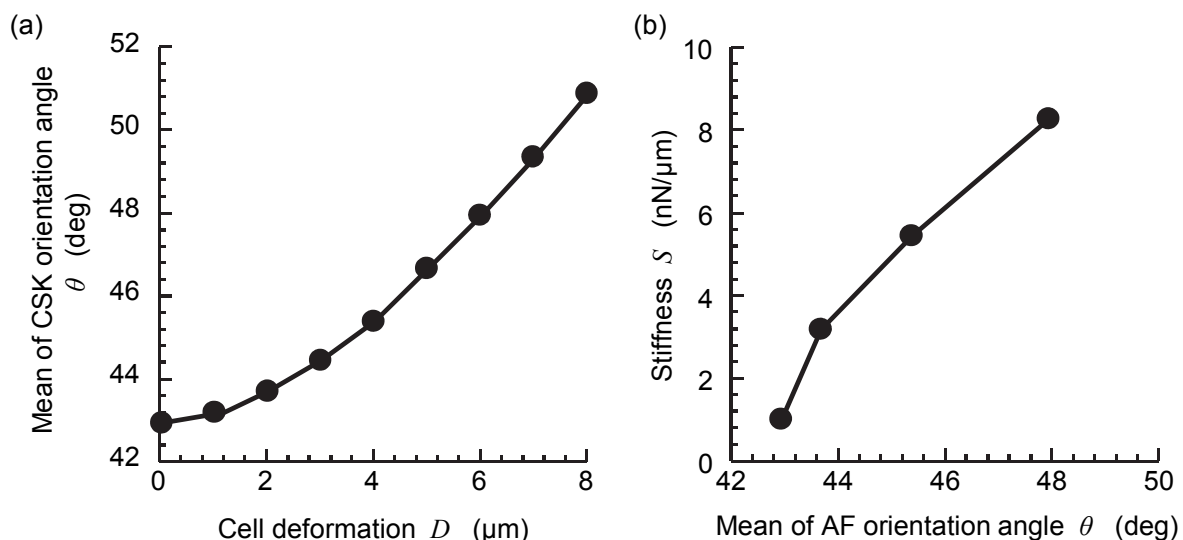 (a)
Mean of CSK orientation angle
θ (deg)
52
50
48
46
44
42
0 2 4 6 8
Cell deformation D (μm)
(b)
Stiffness S (nN/μm)
10
8
6
4
2
0
42 44 46 48 50
Mean of AF orientation angle θ (deg)